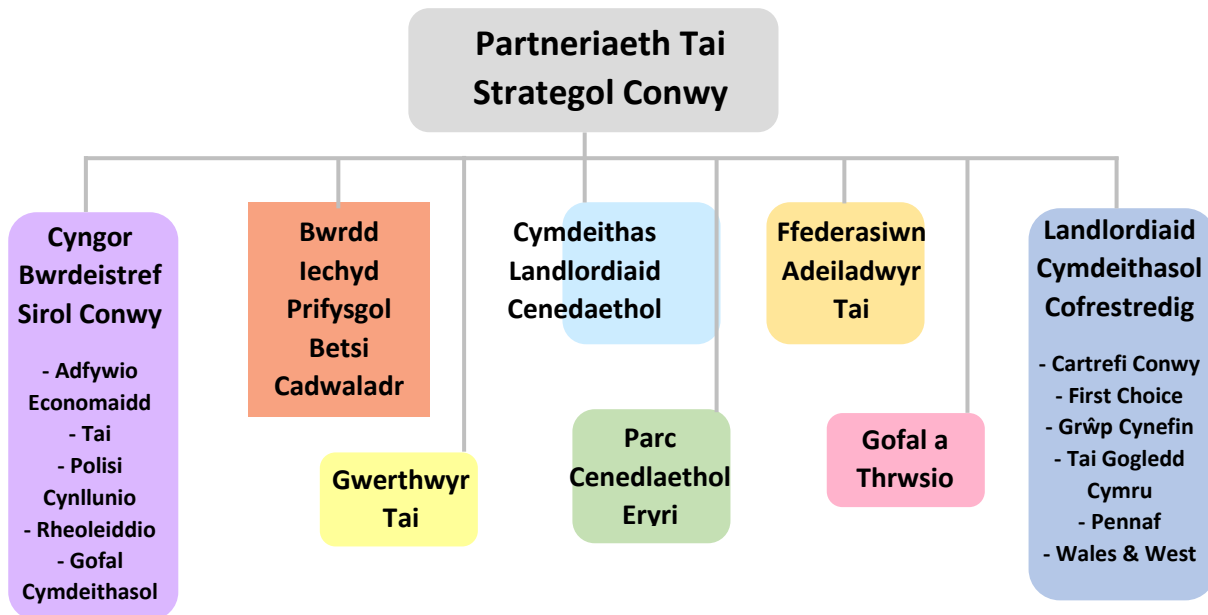 Partneriaeth Tai
Strategol Conwy
Cyngor
Bwrdeistref
Sirol Conwy
- Adfywio
Economaidd
- Tai
- Polisi
Cynllunio
- Rheoleiddio
- Gofal
Cymdeithasol
Bwrdd
Iechyd
Prifysgol
Betsi
Cadwaladr
Gwerthwyr
Tai
Cymdeithas
Landlordiaid
Cenedaethol
Parc
Cenedlaethol
Eryri
Ffederasiwn
Adeiladwyr
Tai
Gofal a
Thrwsio
Landlordiaid
Cymdeithasol
Cofrestredig
- Cartrefi Conwy
- First Choice
- Grŵp Cynefin
- Tai Gogledd
Cymru
- Pennaf
- Wales & West